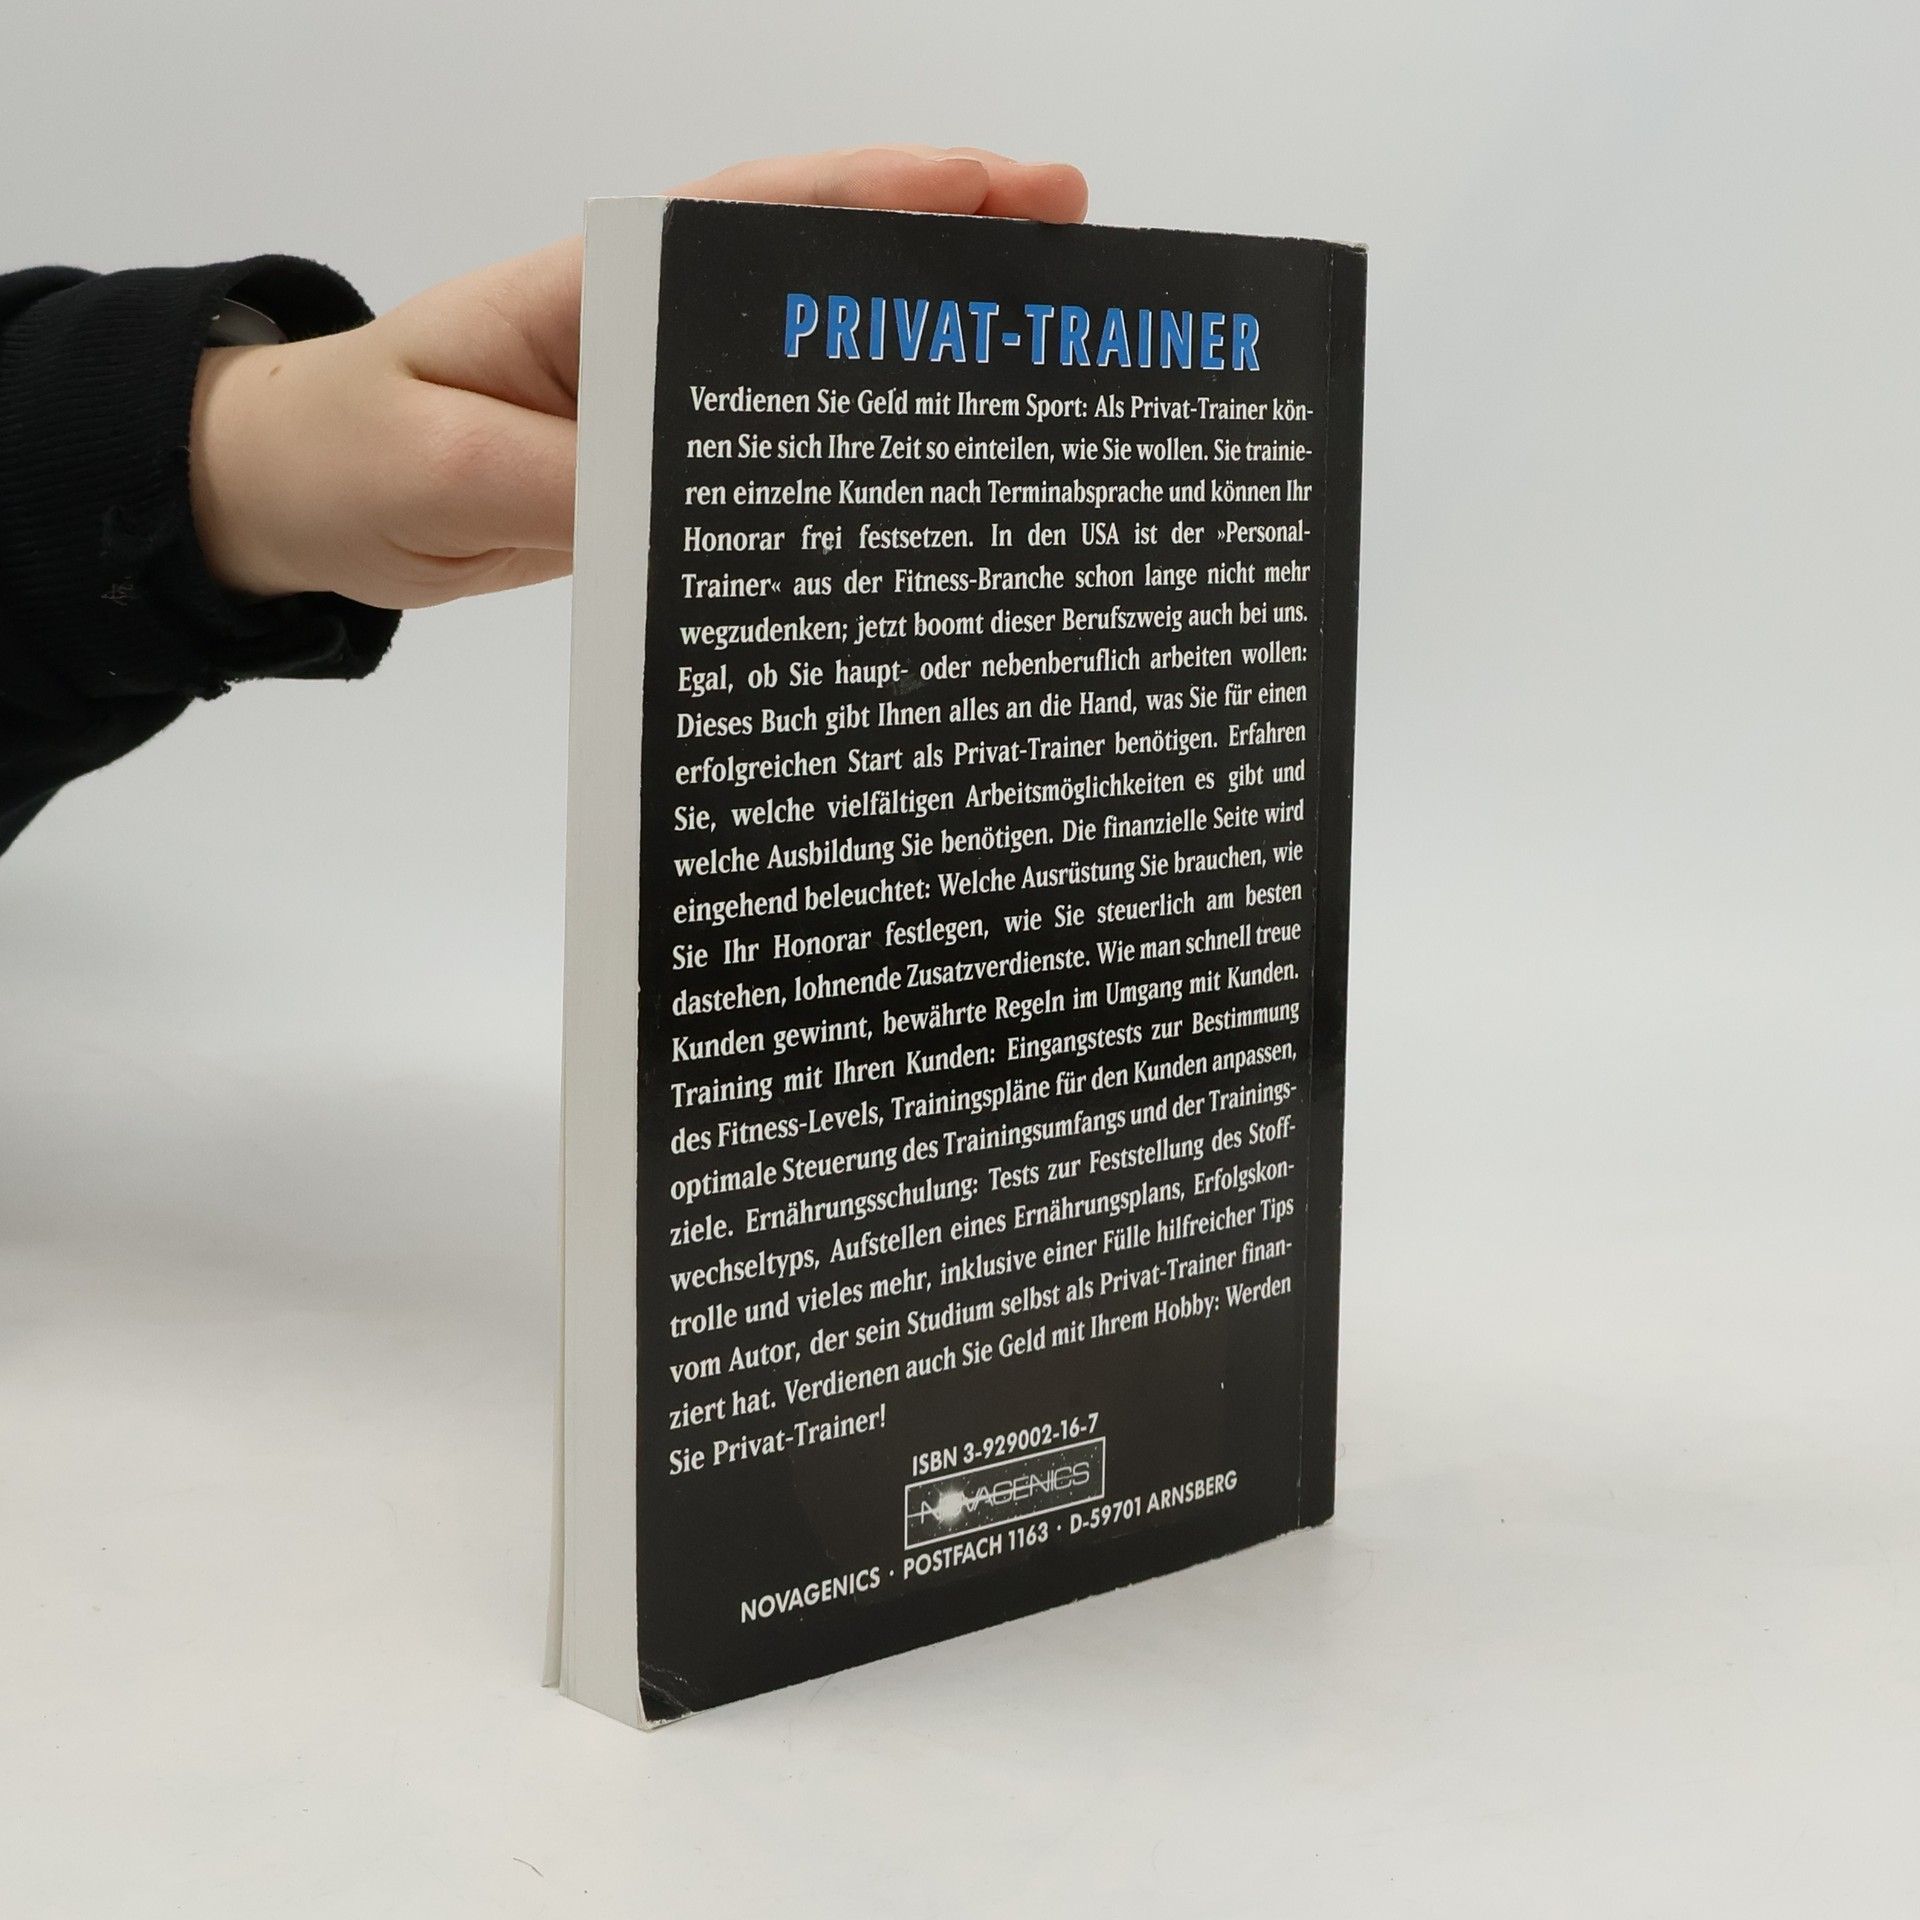 PRIVAT-TRAINER
Verdienen Sie Geld mit Ihrem Sport: Als Privat-Trainer kön-
nen Sie sich Ihre Zeit so einteilen, wie Sie wollen. Sie trainie-
ren einzelne Kunden nach Terminabsprache und können Ihr
Honorar frei festsetzen. In den USA ist der »Personal-
Trainer« aus der Fitness-Branche schon lange nicht mehr
wegzudenken; jetzt boomt dieser Berufszweig auch bei uns.
Egal, ob Sie haupt- oder nebenberuflich arbeiten wollen:
Dieses Buch gibt Ihnen alles an die Hand, was Sie für einen
erfolgreichen Start als Privat-Trainer benötigen. Erfahren
Sie, welche vielfältigen Arbeitsmöglichkeiten es gibt und
welche Ausbildung Sie benötigen. Die finanzielle Seite wird
eingehend beleuchtet: Welche Ausrüstung Sie brauchen, wie
Sie Ihr Honorar festlegen, wie Sie steuerlich am besten
dastehen, lohnende Zusatzverdienste. Wie man schnell treue
Kunden gewinnt, bewährte Regeln im Umgang mit Kunden.
Training mit Ihren Kunden: Eingangstests zur Bestimmung
des Fitness-Levels, Trainingspläne für den Kunden anpassen,
optimale Steuerung des Trainingsumfangs und der Trainings-
ziele. Ernährungsschulung: Tests zur Feststellung des Stoff-
wechseltyps, Aufstellen eines Ernährungsplans, Erfolgskon-
trolle und vieles mehr, inklusive einer Fülle hilfreicher Tips
vom Autor, der sein Studium selbst als Privat-Trainer finan-
ziert hat. Verdienen auch Sie Geld mit Ihrem Hobby: Werden
Sie Privat-Trainer!
ISBN 3-929002-16-7
NOVAGENICS
NOVAGENICS · POSTFACH 1163 · D-59701 ARNSBERG